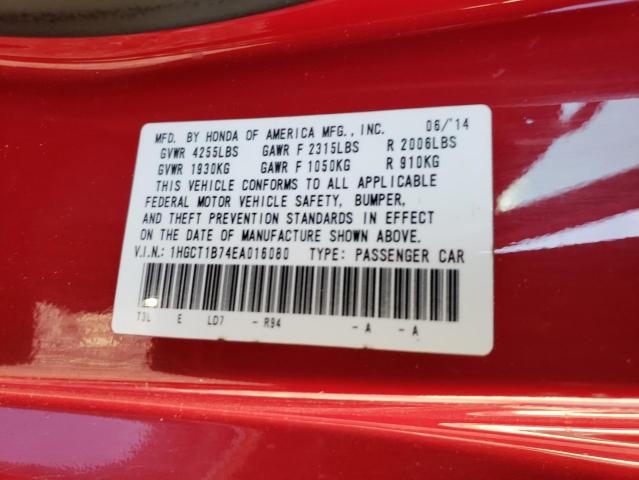 MFD. BY HONDA OF AMERICA MFG., INC. 06/'14
GVWR 4255LBS GAWR F 2315LBS R 2006LBS
GVWR 1930KG GAWR F 1050KG R 910KG
THIS VEHICLE CONFORMS TO ALL APPLICABLE
FEDERAL MOTOR VEHICLE SAFETY, BUMPER,
AND THEFT PREVENTION STANDARDS IN EFFECT
ON THE DATE OF MANUFACTURE SHOWN ABOVE.
V.I.N.: 1HGCT1B74EA016080 TYPE: PASSENGER CAR
T3L E LD7 - R94 - A - A